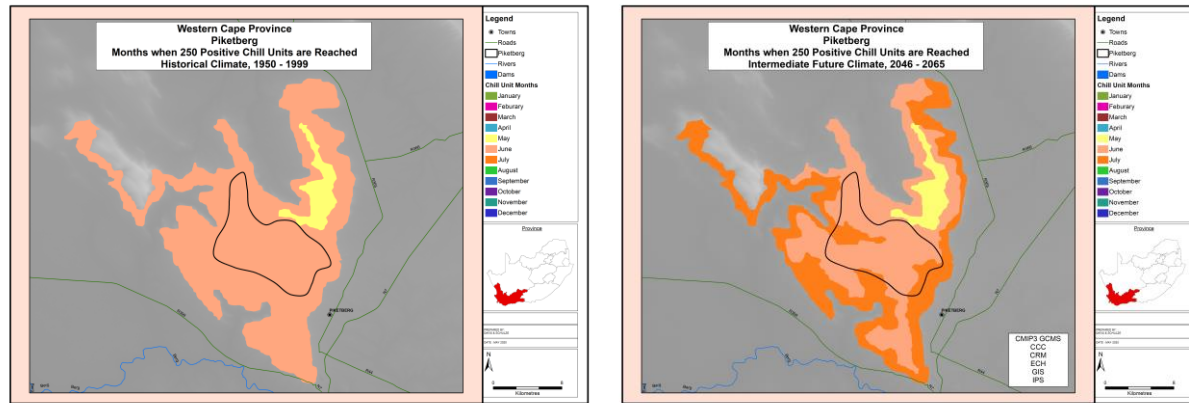 Western Cape Province
Piketberg
Months when 250 Positive Chill Units are Reached
Historical Climate, 1950 - 1999
PIKETBERG
Berg
Berg
Legend
Towns
Roads
Piketberg
Rivers
Dams
Chill Unit Months
January
Feburary
March
April
May
June
July
August
September
October
November
December
Province
N
Kilometres
Western Cape Province
Piketberg
Months when 250 Positive Chill Units are Reached
Intermediate Future Climate, 2046 - 2065
PIKETBERG
Berg
Berg
CMIP3 GCMS
CCC
CRM
ECH
GIS
IPS
Legend
Towns
Roads
Piketberg
Rivers
Dams
Chill Unit Months
January
Feburary
March
April
May
June
July
August
September
October
November
December
Province
N
Kilometres